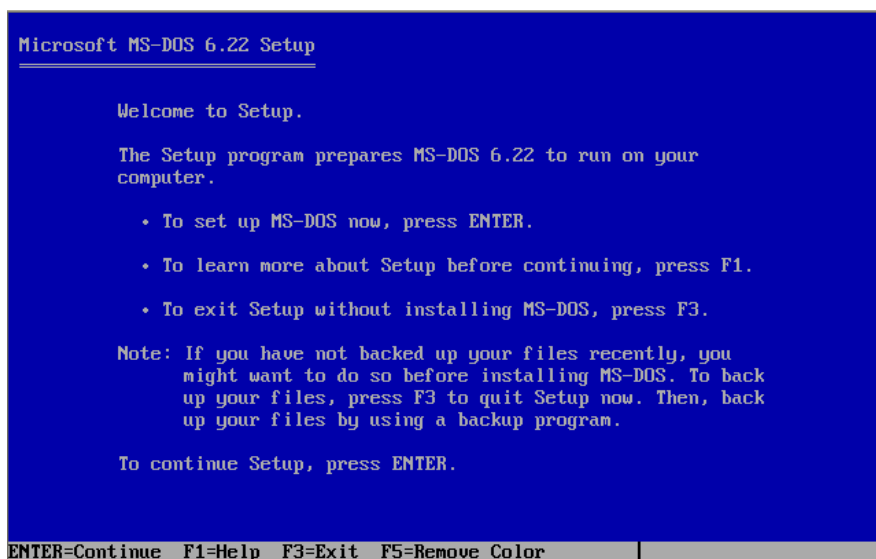 Microsoft MS-DOS 6.22 Setup
Welcome to Setup.
The Setup program prepares MS-DOS 6.22 to run on your
computer.
• To set up MS-DOS now, press ENTER.
• To learn more about Setup before continuing, press F1.
• To exit Setup without installing MS-DOS, press F3.
Note: If you have not backed up your files recently, you
might want to do so before installing MS-DOS. To back
up your files, press F3 to quit Setup now. Then, back
up your files by using a backup program.
To continue Setup, press ENTER.
ENTER=Continue F1=Help F3=Exit F5=Remove Color